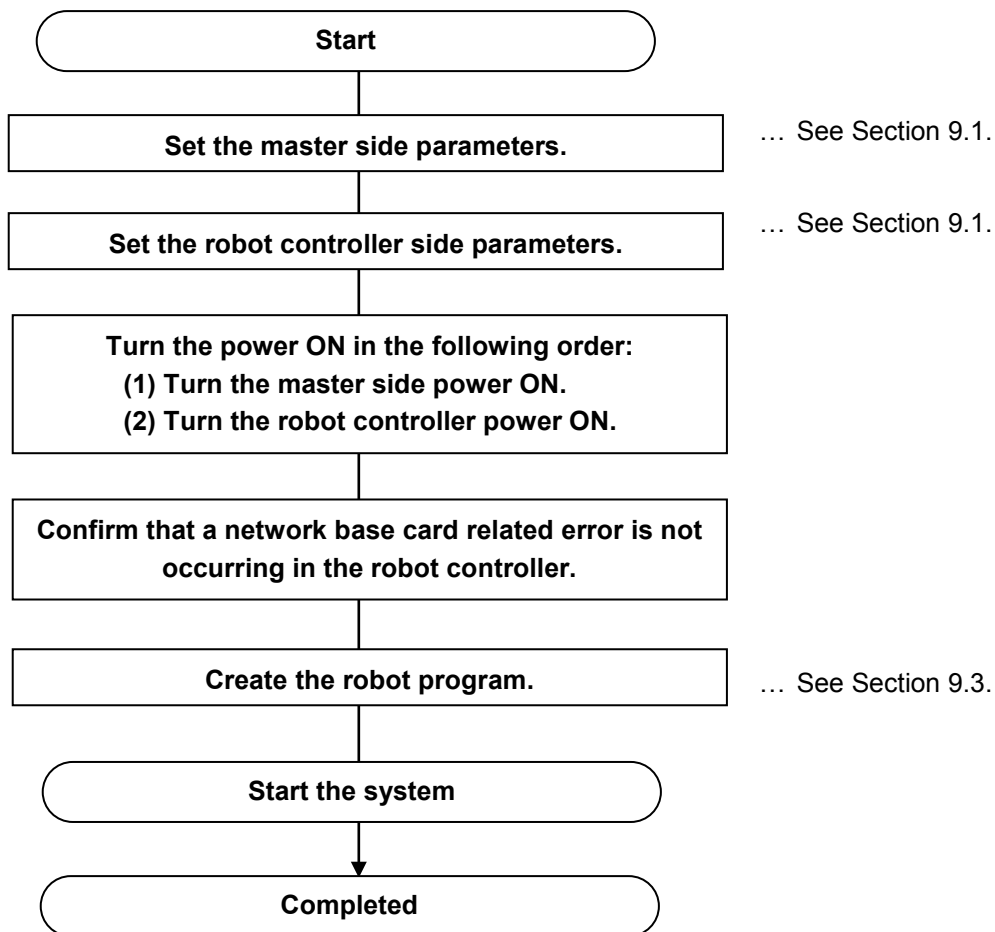 Start
Set the master side parameters.
… See Section 9.1.
Set the robot controller side parameters.
… See Section 9.1.
Turn the power ON in the following order:
(1) Turn the master side power ON.
(2) Turn the robot controller power ON.
Confirm that a network base card related error is not
occurring in the robot controller.
Create the robot program.
… See Section 9.3.
Start the system
Completed